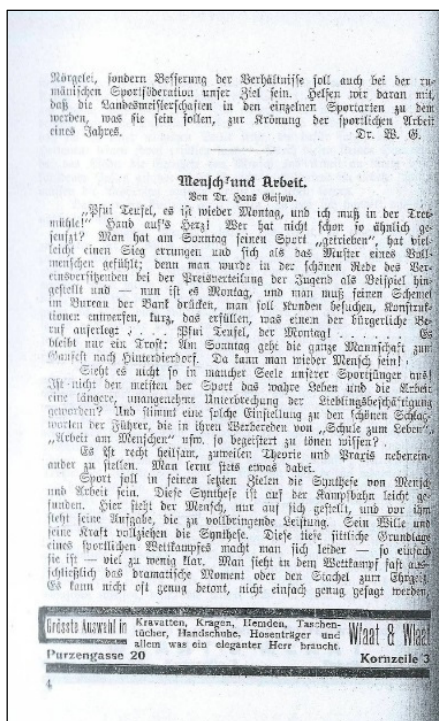 Nörgelei, sondern Besserung der Verhältnisse soll auch bei der ru-
mänischen Sportföderation unser Ziel sein. Helfen wir daran mit,
daß die Landesmeisterschaften in den einzelnen Sportarten zu dem
werden, was sie sein sollen, zur Krönung der sportlichen Arbeit
eines Jahres. Dr. W. G.
Mensch und Arbeit.
Von Dr. Hans Geisow.
„Pfui Teufel, es ist wieder Montag, und ich muß in der Tret-
mühle!“ Hand auf's Herz! Wer hat nicht schon so ähnlich ge-
seufzt? Man hat am Sonntag seinen Sport „getrieben“, hat viel-
leicht einen Sieg errungen und sich als das Muster eines Voll-
menschen gefühlt; denn man wurde in der schönen Rede des Ver-
einsvorsitzenden bei der Preisverteilung der Jugend als Beispiel hin-
gestellt und — nun ist es Montag, und man muß seinen Schemel
im Bureau der Bank drücken, man soll Kunden besuchen, Konstruk-
tionen entwerfen, kurz, das erfüllen, was einem der bürgerliche Be-
ruf auferlegt . . . . Pfui Teufel, der Montag! . . . . Es
bleibt nur ein Trost: Am Sonntag geht die ganze Mannschaft zum
nach Hinterdierdorf. Da kann man wieder Mensch sein!
Sieht es nicht so in mancher Seele unserer Sportjünger aus?
Ist nicht den meisten der Sport das wahre Leben und die Arbeit
eine längere, unangenehme Unterbrechung der Lieblingsbeschäftigung
geworden? Und stimmt eine solche Einstellung zu den schönen Schlag-
worten der Führer, die in ihren Werbereden von „Schule zum Leben“,
„Arbeit am Menschen“ usw. so begeistert zu tönen wissen?
Es ist recht heilsam, zuweilen Theorie und Praxis nebenein-
ander zu stellen. Man lernt stets etwas dabei.
Sport soll in seinen letzten Zielen die Synthese von Mensch
und Arbeit sein. Diese Synthese ist auf der Kampfbahn leicht ge-
funden. Hier steht der Mensch, nur auf sich gestellt, und vor ihm
steht seine Aufgabe, die zu vollbringende Leistung. Sein Wille und
seine Kraft vollziehen die Synthese. Diese tiefe sittliche Grundlage
eines sportlichen Wettkampfes macht man sich leider — so einfach
sie ist — viel zu wenig klar. Man sieht in dem Wettkampf fast aus-
schließlich das dramatische Moment oder den Stachel zum Ehrgeiz.
Es kann nicht oft genug betont, nicht einfach genug gesagt werden,
Grösste Auswahl in Kravatten, Kragen, Hemden, Taschen-
tücher, Handschuhe, Hosenträger und
allem was ein eleganter Herr braucht. Wlaat & Wlaat
Purzengasse 20 Kornzeile 3
4